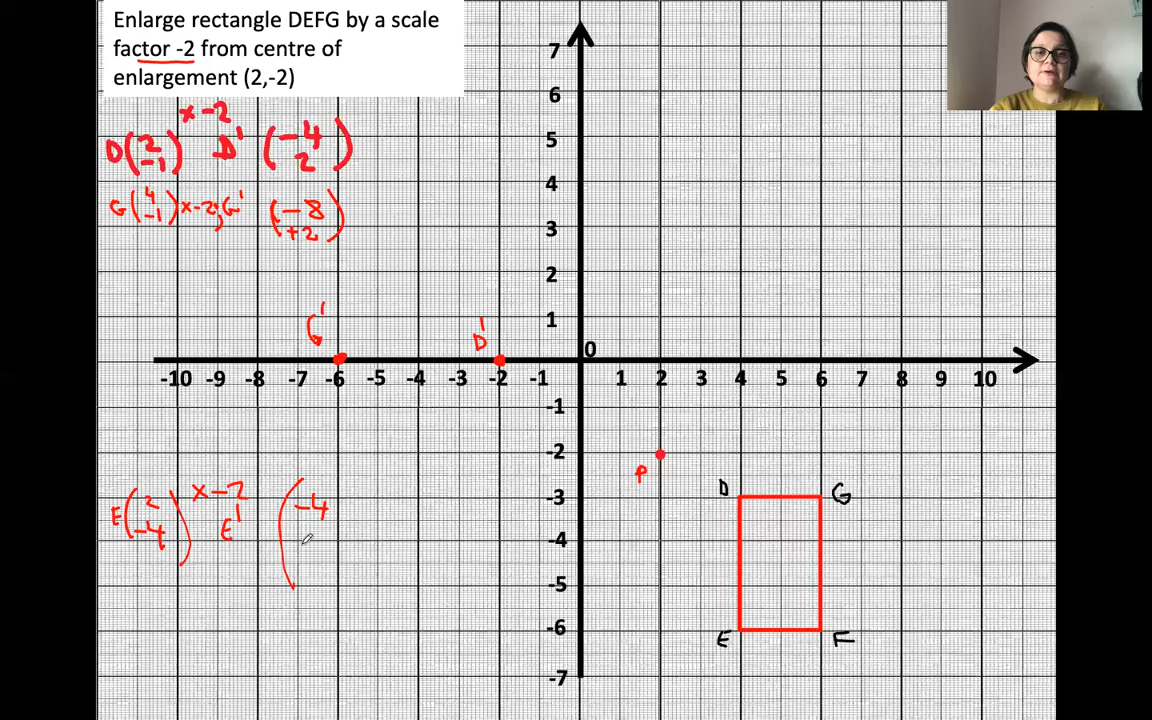 Enlarge rectangle DEFG by a scale
factor -2 from centre of
enlargement (2,-2)
x-2
D(2 -1) D' (-4 2)
G(4 -1)x-2; G' (-8 +2)
7
6
5
4
3
2
1
G' D'
0
-10 -9 -8 -7 -6 -5 -4 -3 -2 -1 1 2 3 4 5 6 7 8 9 10
-1
-2
P
-3
D G
-4
-5
-6
E F
-7
x-2
E(2 -4) E' (-4